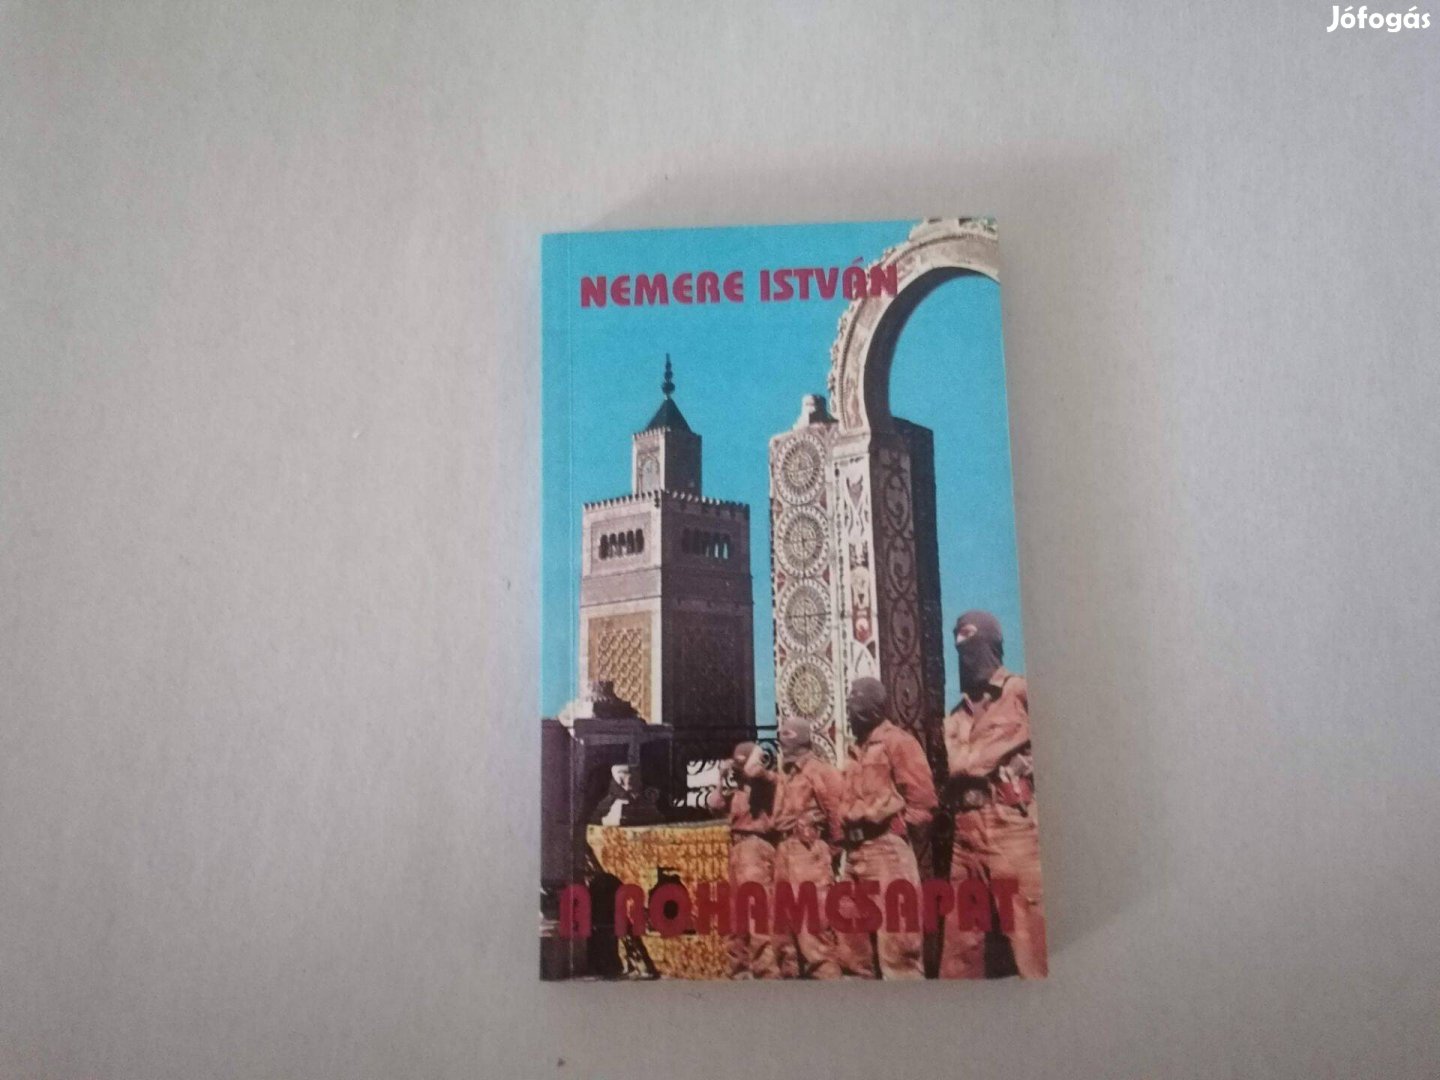 Jófogás
NEMERE ISTVÁN
A ROHAMCSAPAT